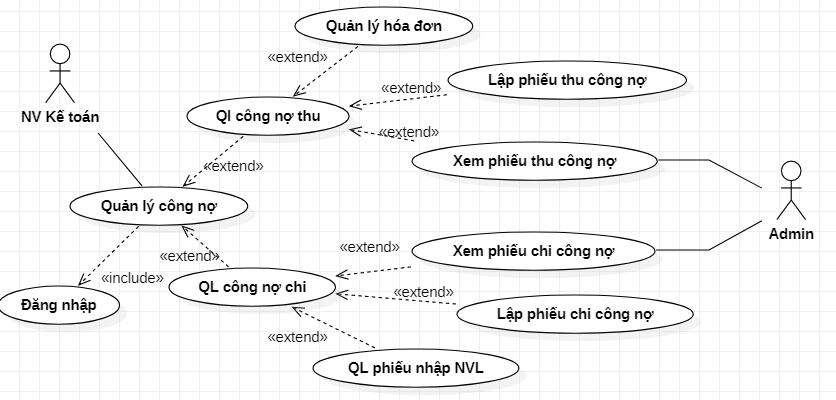 Quản lý hóa đơn
«extend»
Lập phiếu thu công nợ
«extend»
NV Kế toán
Ql công nợ thu
«extend»
Xem phiếu thu công nợ
«extend»
Quản lý công nợ
Admin
Xem phiếu chi công nợ
«extend»
«extend»
«include»
QL công nợ chi
«extend»
Đăng nhập
Lập phiếu chi công nợ
«extend»
QL phiếu nhập NVL